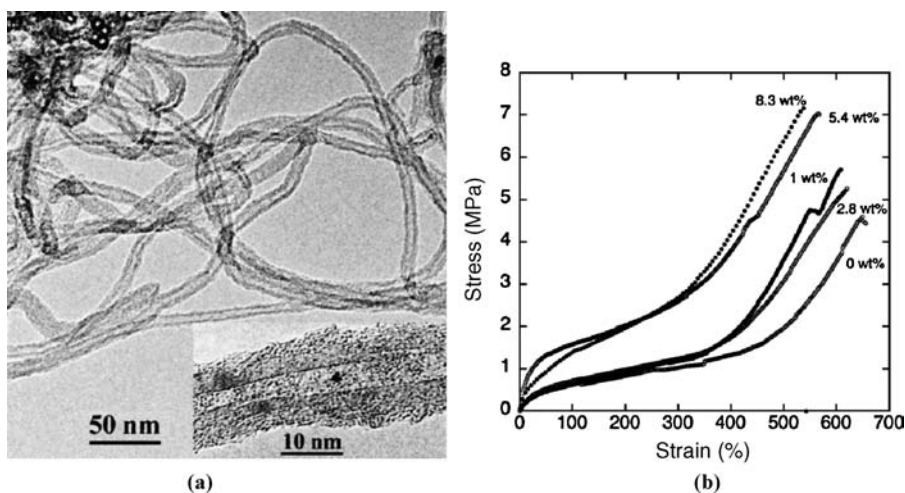 50 nm
10 nm
(a)
Stress (MPa)
8
7
6
5
4
3
2
1
0
8.3 wt%
5.4 wt%
1 wt%
2.8 wt%
0 wt%
0 100 200 300 400 500 600 700
Strain (%)
(b)